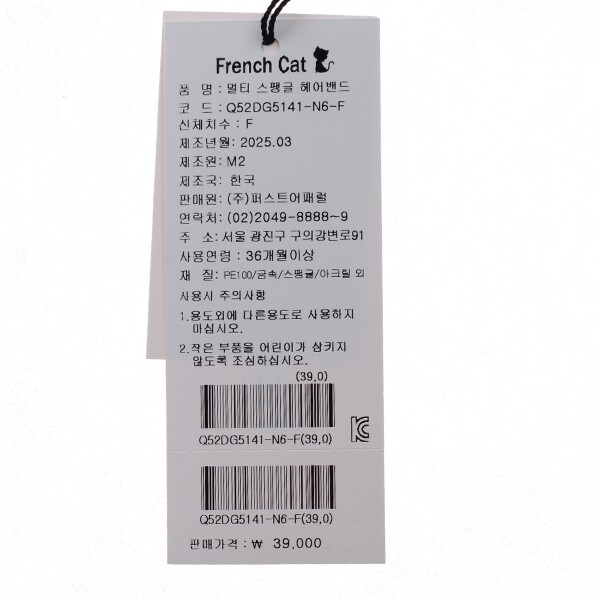 French Cat
품 명 : 멀티 스팽글 헤어밴드
코 드 : Q52DG5141-N6-F
신체치수 : F
제조년월: 2025.03
제조원: M2
제조국: 한국
판매원: (주)퍼스트어패럴
연락처: (02)2049-8888~9
주 소: 서울 광진구 구의강변로91
사용연령 : 36개월이상
재 질: PE100/금속/스팽글/아크릴 외
사용시 주의사항
1.용도외에 다른용도로 사용하지
마십시오.
2.작은 부품을 어린이가 삼키지
않도록 조심하십시오.
(39,0)
Q52DG5141-N6-F(39,0)
KC
Q52DG5141-N6-F(39,0)
판매가격 : ₩ 39,000